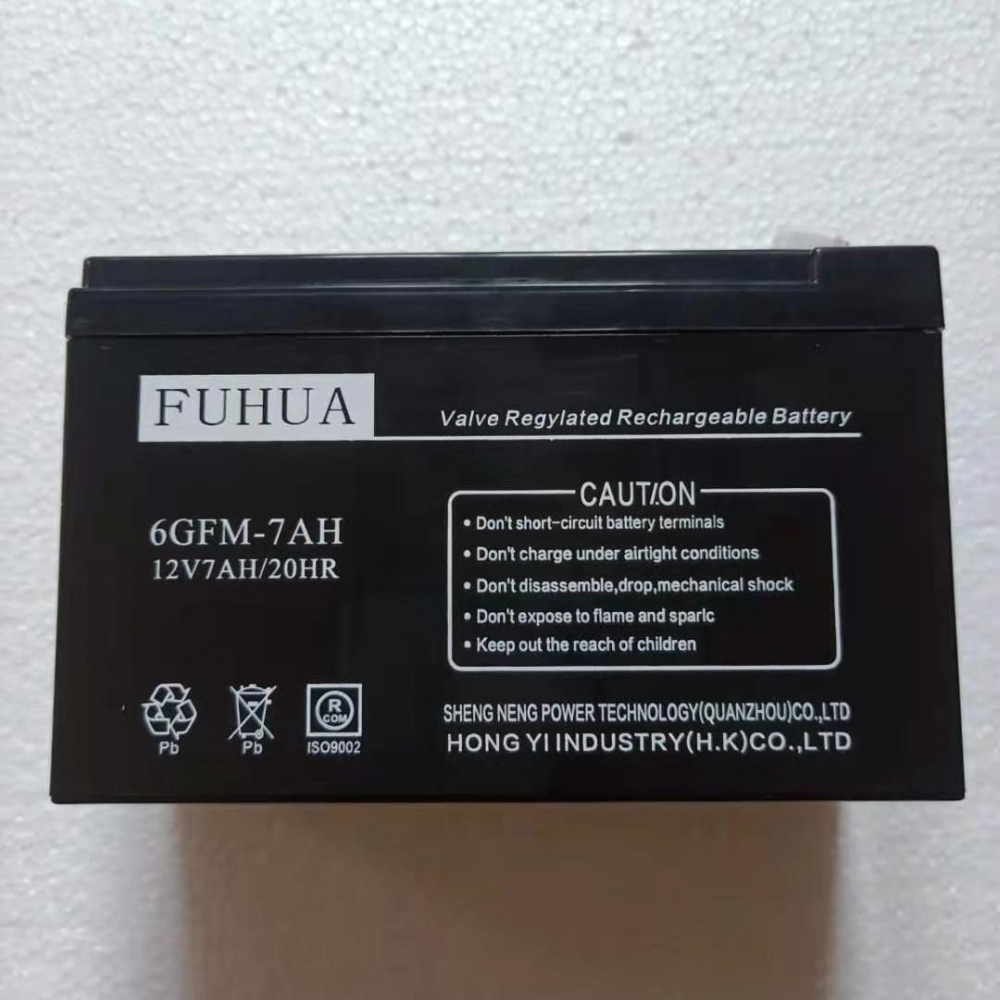 FUHUA
Valve Regylated Rechargeable Battery
6GFM-7AH
12V7AH/20HR
CAUTION
• Don't short-circuit battery terminals
• Don't charge under airtight conditions
• Don't disassemble,drop,mechanical shock
• Don't expose to flame and sparlc
• Keep out the reach of children
Pb
Pb
R
COM
ISO9002
SHENG NENG POWER TECHNOLOGY(QUANZHOU)CO.,LTD
HONG YI INDUSTRY(H.K)CO.,LTD